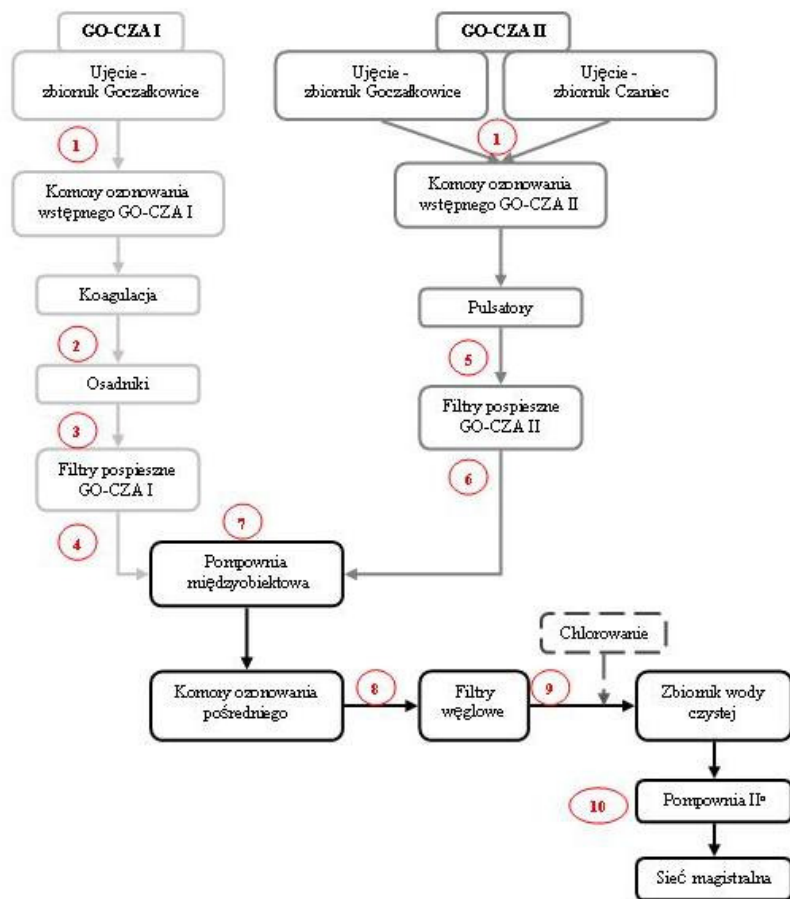 GO-CZA I
Ujęcie -
zbiornik Goczałkowice
1
Komory ozonowania
wstępnego GO-CZA I
Koagulacja
2
Osadniki
3
Filtry pospieszne
GO-CZA I
4
GO-CZA II
Ujęcie -
zbiornik Goczałkowice
Ujęcie -
zbiornik Czaniec
1
Komory ozonowania
wstępnego GO-CZA II
Pulsatory
5
Filtry pospieszne
GO-CZA II
6
7
Pompownia
międzyobiektowa
Komory ozonowania
pośredniego
8
Filtry
węglowe
9
Chlorowanie
Zbiornik wody
czystej
10
Pompownia IIº
Sieć magistralna